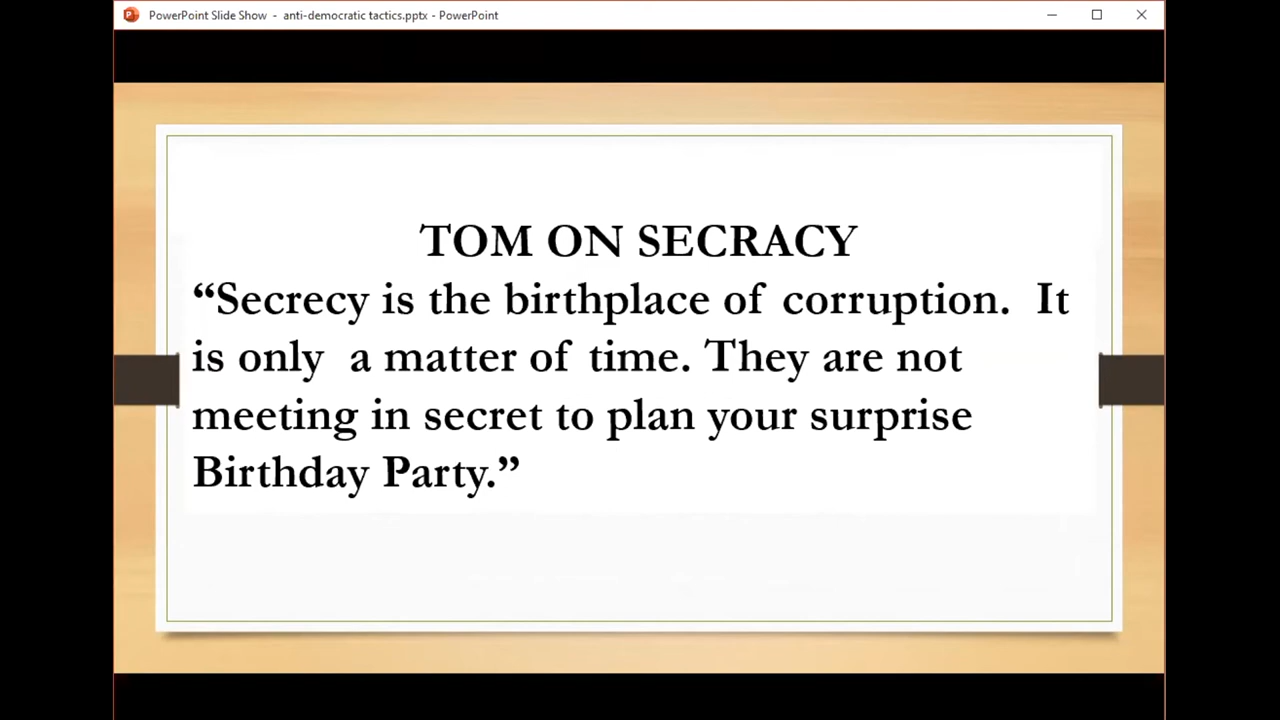 PowerPoint Slide Show - anti-democratic tactics.pptx - PowerPoint
TOM ON SECRACY
“Secrecy is the birthplace of corruption. It
is only a matter of time. They are not
meeting in secret to plan your surprise
Birthday Party.”